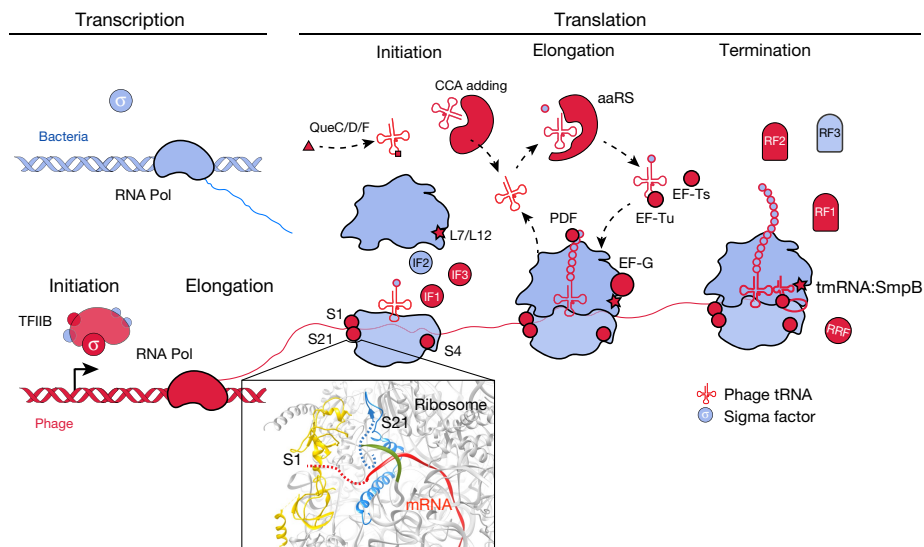 Transcription
Translation
Initiation
Elongation
Termination
σ
Bacteria
RNA Pol
QueC/D/F
CCA adding
aaRS
EF-Ts
EF-Tu
RF2
RF3
RF1
L7/L12
IF2
IF3
IF1
PDF
EF-G
tmRNA:SmpB
RRF
Initiation
Elongation
TFIIB
σ
RNA Pol
Phage
S1
S21
S4
Ribosome
S21
S1
mRNA
Phage tRNA
σ Sigma factor